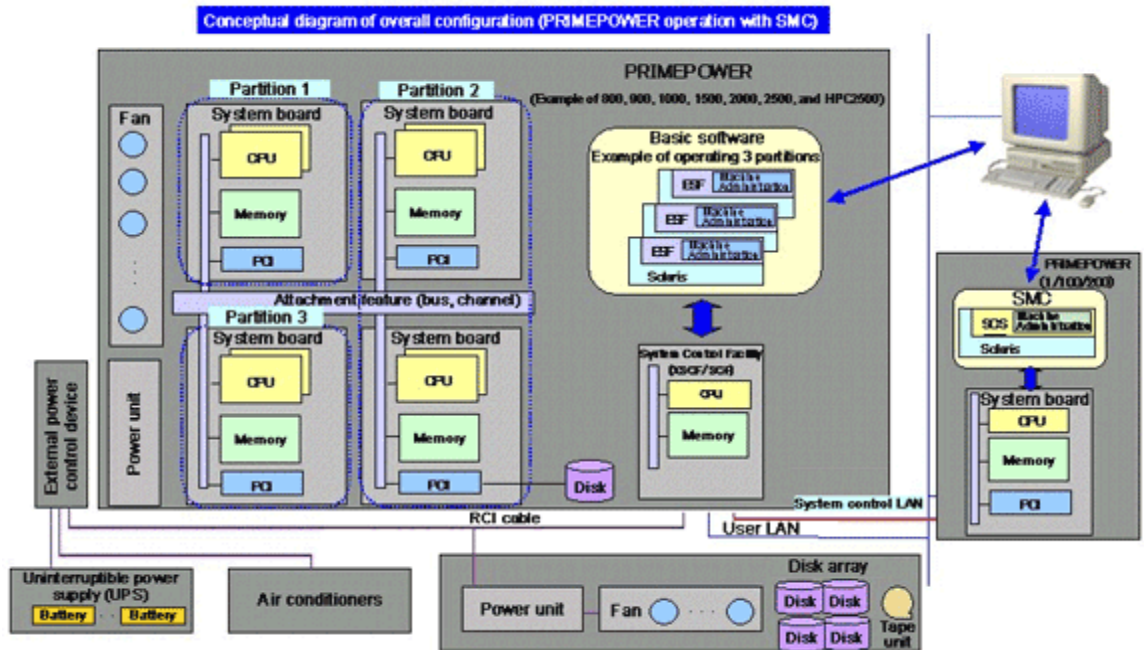 Conceptual diagram of overall configuration (PRIMEPOWER operation with SMC)
PRIMEPOWER
(Example of 800, 900, 1000, 1500, 2000, 2500, and HPC2500)
Partition 1
Partition 2
Fan
System board
CPU
Memory
PCI
System board
CPU
Memory
PCI
Attachment feature (bus, channel)
Partition 3
System board
CPU
Memory
PCI
System board
CPU
Memory
PCI
Disk
Power unit
External power
control device
Basic software
Example of operating 3 partitions
ESF
Machine
Administration
ESF
Machine
Administration
ESF
Machine
Administration
Solaris
System Control Facility
(XSCF/SCF)
CPU
Memory
PRIMEPOWER
(1/100/200)
SMC
SCS
Machine
Administration
Solaris
System board
CPU
Memory
PCI
System control LAN
User LAN
RCI cable
Uninterruptible power
supply (UPS)
Battery
Battery
Air conditioners
Power unit
Fan
Disk array
Disk
Disk
Disk
Disk
Tape
unit